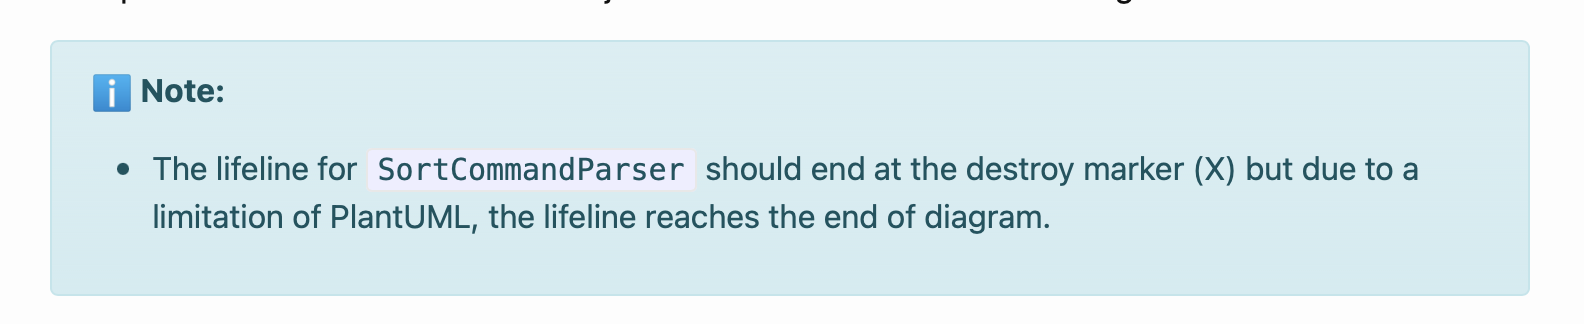 ℹ️ Note:
• The lifeline for SortCommandParser should end at the destroy marker (X) but due to a
limitation of PlantUML, the lifeline reaches the end of diagram.